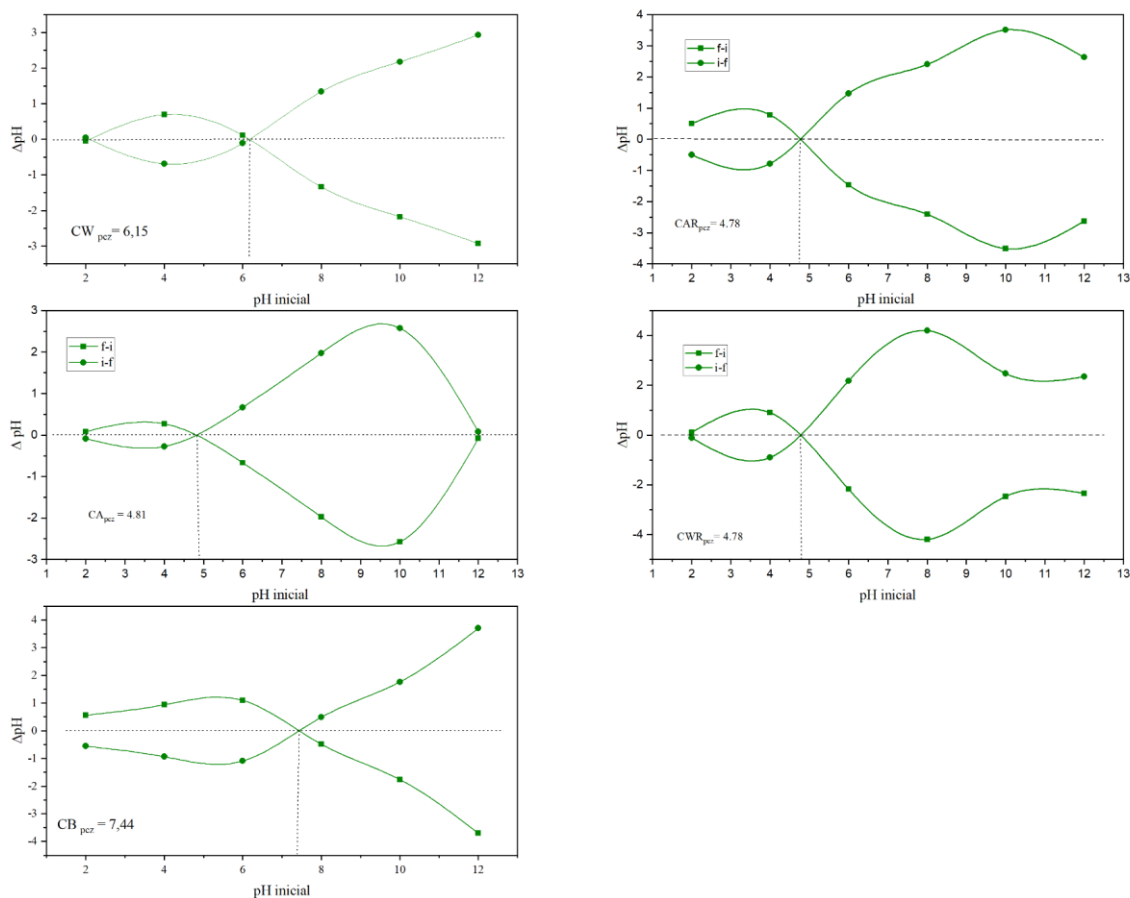 3
2
1
0
-1
-2
-3
ΔpH
CW pcz= 6,15
2 4 6 8 10 12
pH inicial
4
3
2
1
0
-1
-2
-3
-4
ΔpH
f-i
i-f
CARpcz= 4.78
1 2 3 4 5 6 7 8 9 10 11 12 13
pH inicial
3
2
1
0
-1
-2
-3
Δ pH
f-i
i-f
CApcz = 4.81
1 2 3 4 5 6 7 8 9 10 11 12 13
pH inicial
4
2
0
-2
-4
ΔpH
f-i
i-f
CWRpcz= 4.78
1 2 3 4 5 6 7 8 9 10 11 12 13
pH inicial
4
3
2
1
0
-1
-2
-3
-4
ΔpH
CB pcz = 7,44
2 4 6 8 10 12
pH inicial